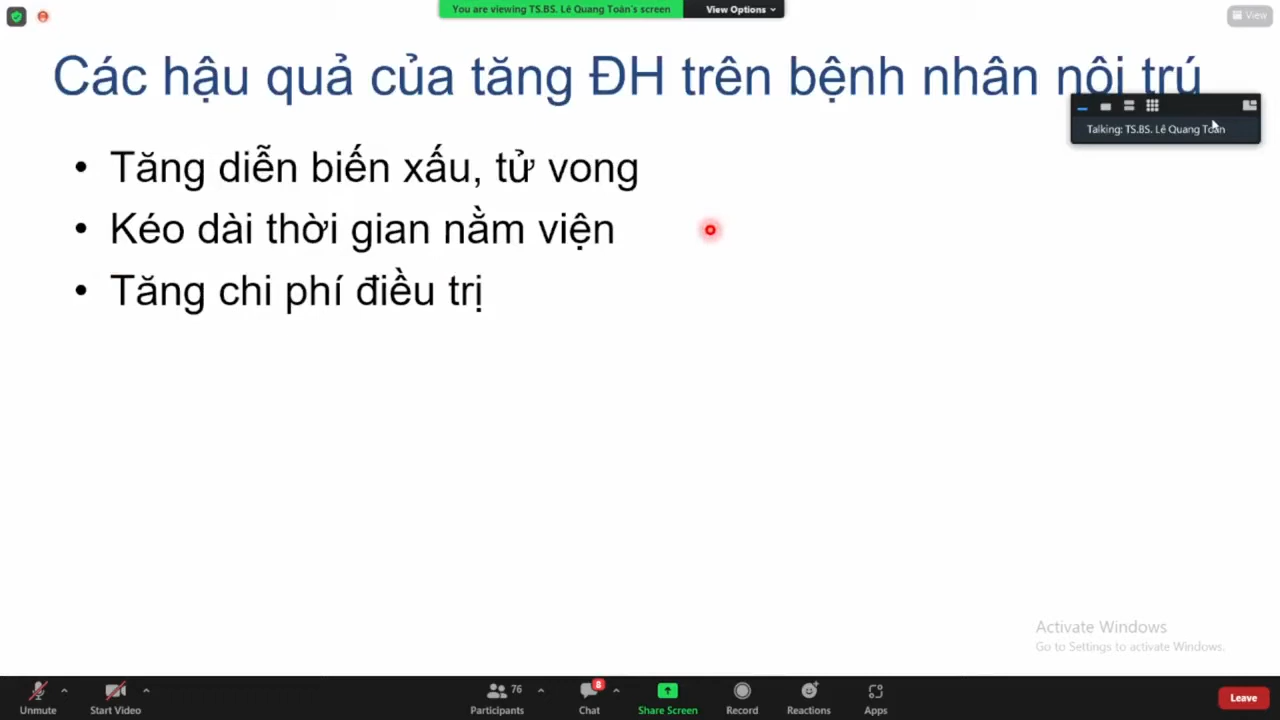 You are viewing TS.BS. Lê Quang Toàn's screen
View Options
View
Các hậu quả của tăng ĐH trên bệnh nhân nội trú
Talking: TS.BS. Lê Quang Toàn
• Tăng diễn biến xấu, tử vong
• Kéo dài thời gian nằm viện
• Tăng chi phí điều trị
Activate Windows
Go to Settings to activate Windows.
Unmute
Start Video
76
Participants
8
Chat
Share Screen
Record
Reactions
Apps
Leave